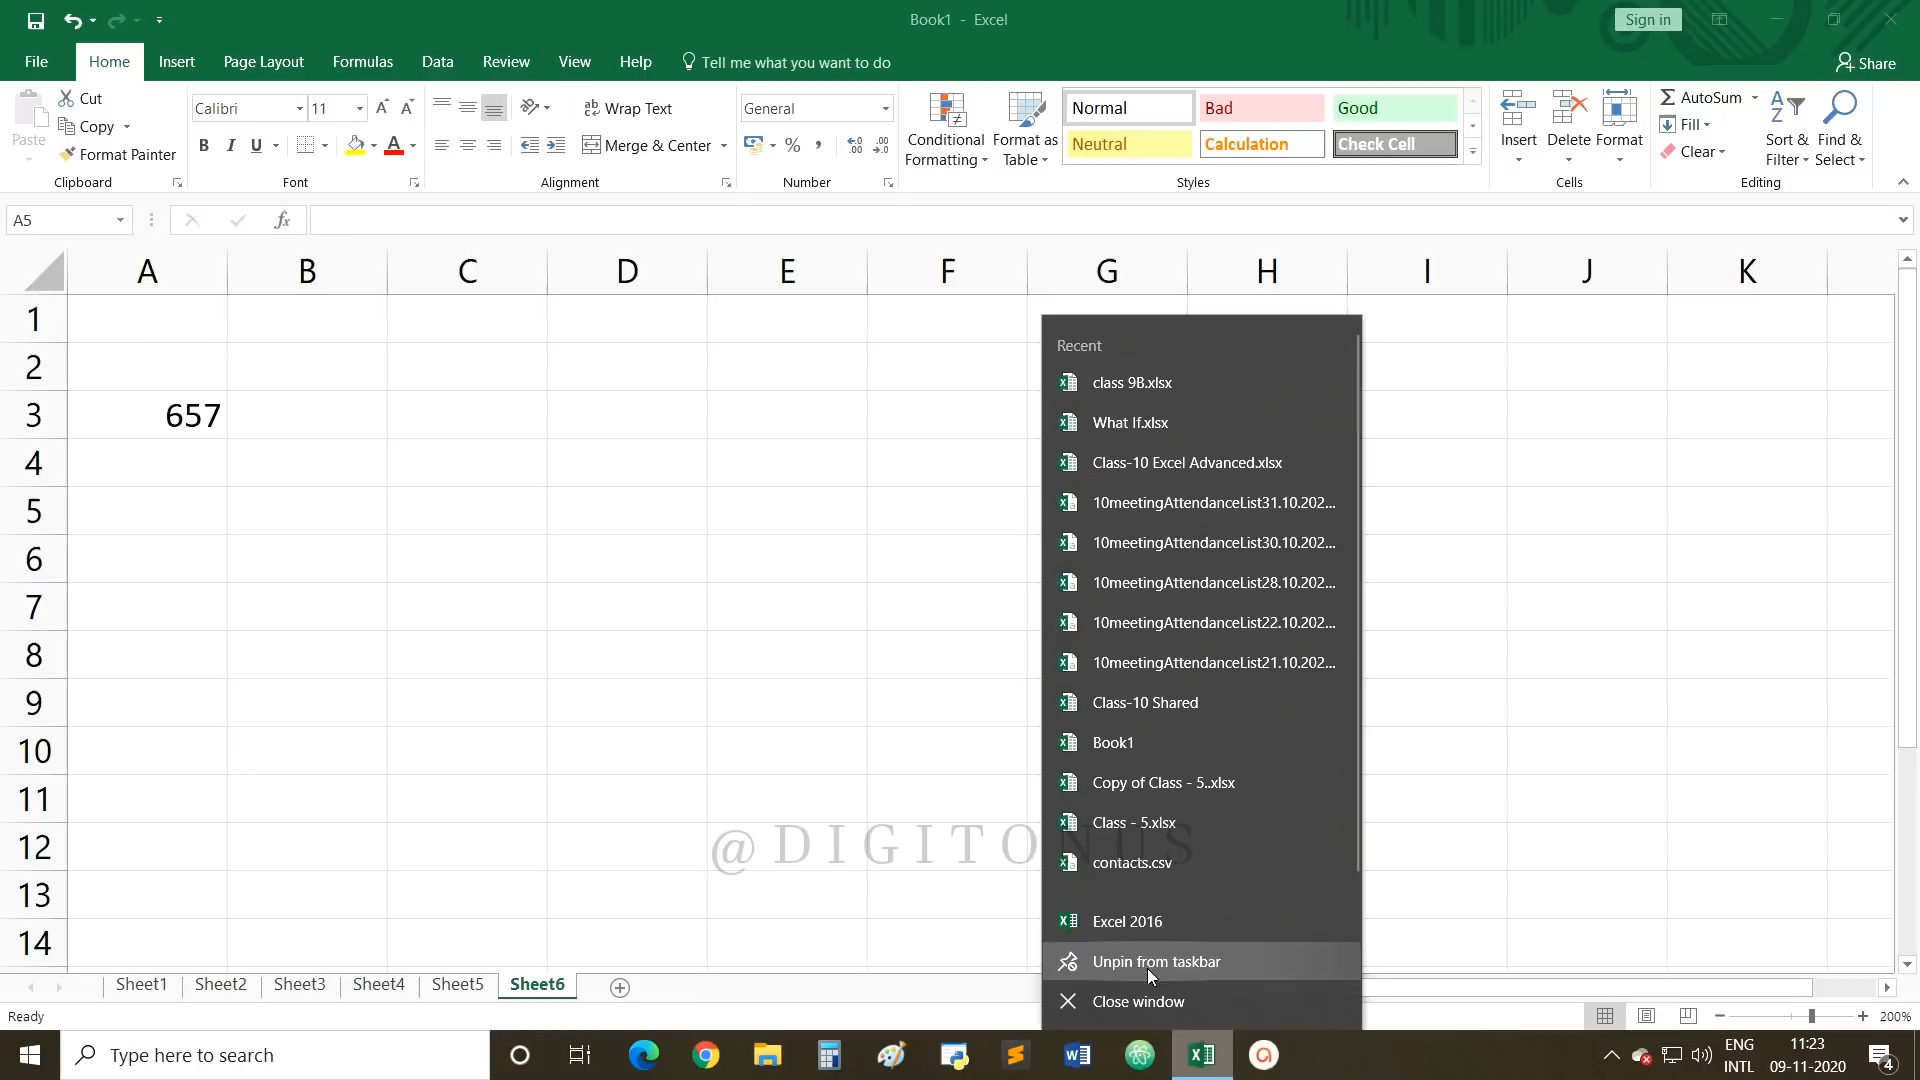 Book1 - Excel
Sign in
File Home Insert Page Layout Formulas Data Review View Help Tell me what you want to do Share
Paste
Cut
Copy
Format Painter
Clipboard
Calibri 11
B I U
Font
Wrap Text
Merge & Center
Alignment
General
%
Number
Conditional Formatting
Format as Table
Normal Bad Good
Neutral Calculation Check Cell
Styles
Insert Delete Format
Cells
AutoSum
Fill
Clear
Sort & Filter
Find & Select
Editing
A5
fx
A B C D E F G H I J K
1
2
3 657
4
5
6
7
8
9
10
11
12
13
14
Recent
class 9B.xlsx
What If.xlsx
Class-10 Excel Advanced.xlsx
10meetingAttendanceList31.10.202...
10meetingAttendanceList30.10.202...
10meetingAttendanceList28.10.202...
10meetingAttendanceList22.10.202...
10meetingAttendanceList21.10.202...
Class-10 Shared
Book1
Copy of Class - 5..xlsx
Class - 5.xlsx
contacts.csv
Excel 2016
Unpin from taskbar
Close window
@DIGITONUS
Sheet1 Sheet2 Sheet3 Sheet4 Sheet5 Sheet6
Ready
200%
Type here to search
ENG
INTL
11:23
09-11-2020
4